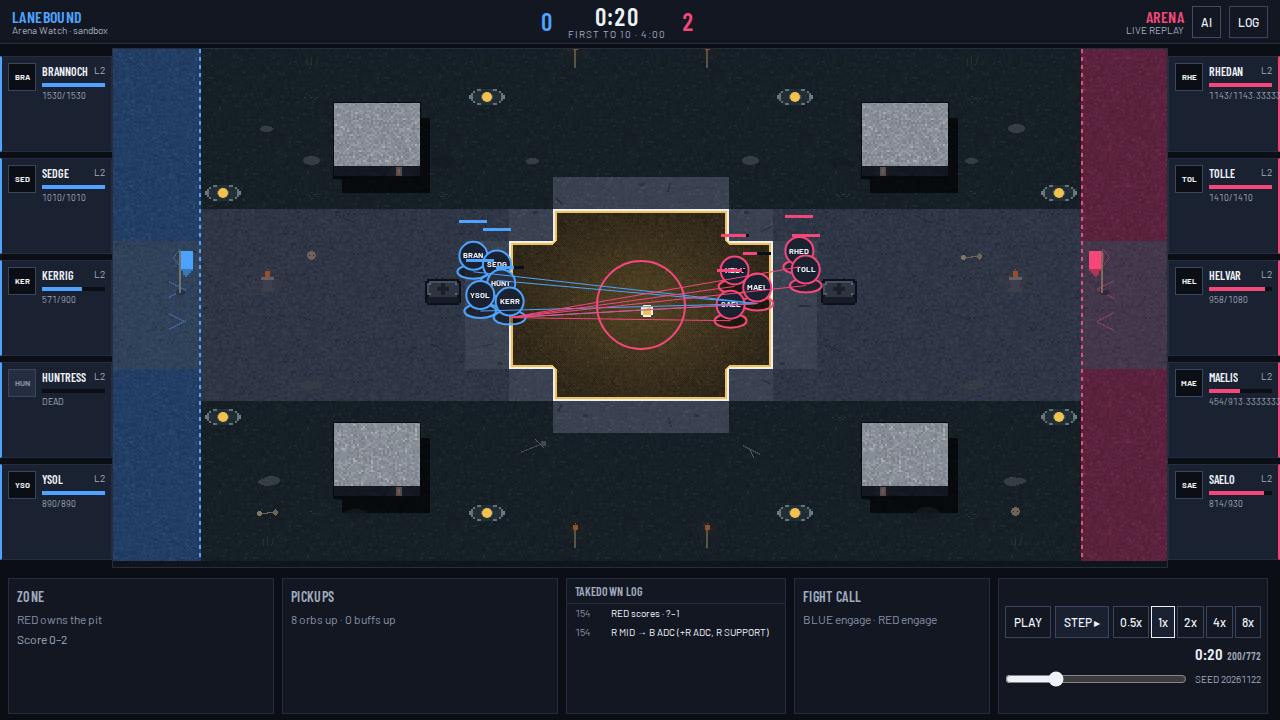 LANEBOUND
Arena Watch · sandbox
0
0:20
2
FIRST TO 10 · 4:00
ARENA
LIVE REPLAY
AI
LOG
BRA
BRANNOCH L2
1530/1530
SED
SEDGE L2
1010/1010
KER
KERRIG L2
571/900
HUN
HUNTRESS L2
DEAD
YSO
YSOL L2
890/890
BRAN
SEDG
HUNT
YSOL
KERR
RHED
TOLL
MAEL
RHE
RHEDAN L2
1143/1143.33333
TOL
TOLLE L2
1410/1410
HEL
HELVAR L2
958/1080
MAE
MAELIS L2
454/913.333333
SAE
SAELO L2
814/930
ZONE
RED owns the pit
Score 0–2
PICKUPS
8 orbs up · 0 buffs up
TAKEDOWN LOG
154 RED scores · ?–1
154 R MID → B ADC (+R ADC, R SUPPORT)
FIGHT CALL
BLUE engage · RED engage
PLAY
STEP ▸
0.5x
1x
2x
4x
8x
0:20 200/772
SEED 20261122